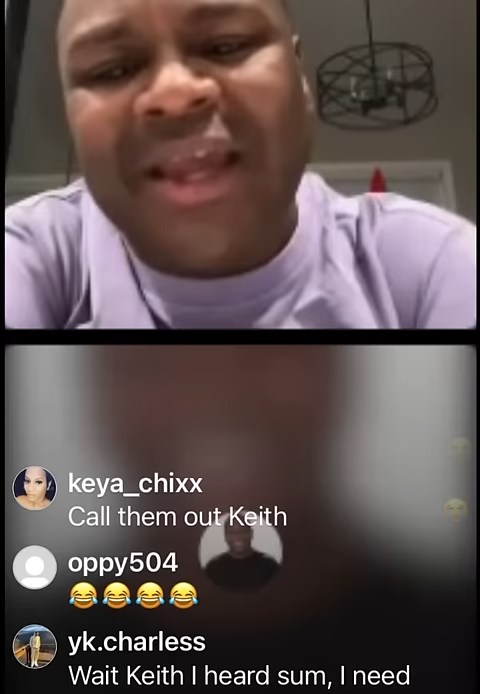 keya_chixx
Call them out Keith
oppy504
😂😂😂😂
yk.charless
Wait Keith I heard sum, I need